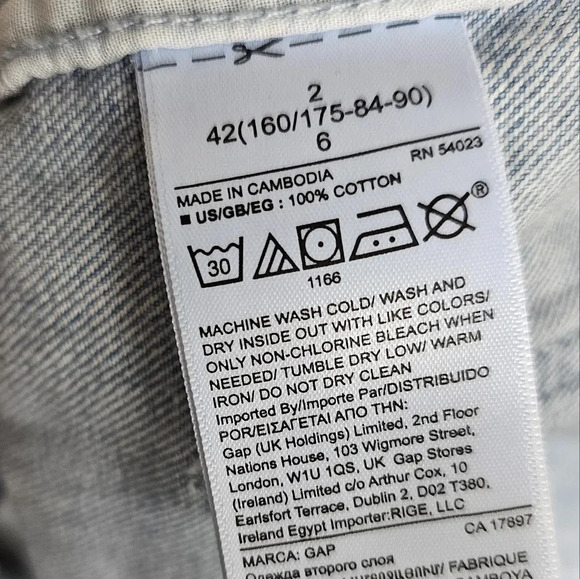 2
42(160/175-84-90)
6
RN 54023
MADE IN CAMBODIA
■ US/GB/EG : 100% COTTON
30
®
1166
MACHINE WASH COLD/ WASH AND
DRY INSIDE OUT WITH LIKE COLORS/
ONLY NON-CHLORINE BLEACH WHEN
NEEDED/ TUMBLE DRY LOW/ WARM
IRON/ DO NOT DRY CLEAN
Imported By/Importe Par/DISTRIBUIDO
POR/ΕΙΣΑΓΕΤΑΙ ΑΠΟ ΤΗΝ:
Gap (UK Holdings) Limited, 2nd Floor
Nations House, 103 Wigmore Street,
London, W1U 1QS, UK Gap Stores
(Ireland) Limited c/o Arthur Cox, 10
Earlsfort Terrace, Dublin 2, D02 T380,
Ireland Egypt Importer:RIGE, LLC
CA 17897
MARCA: GAP
Одежда второго слоя
FABRIQUE